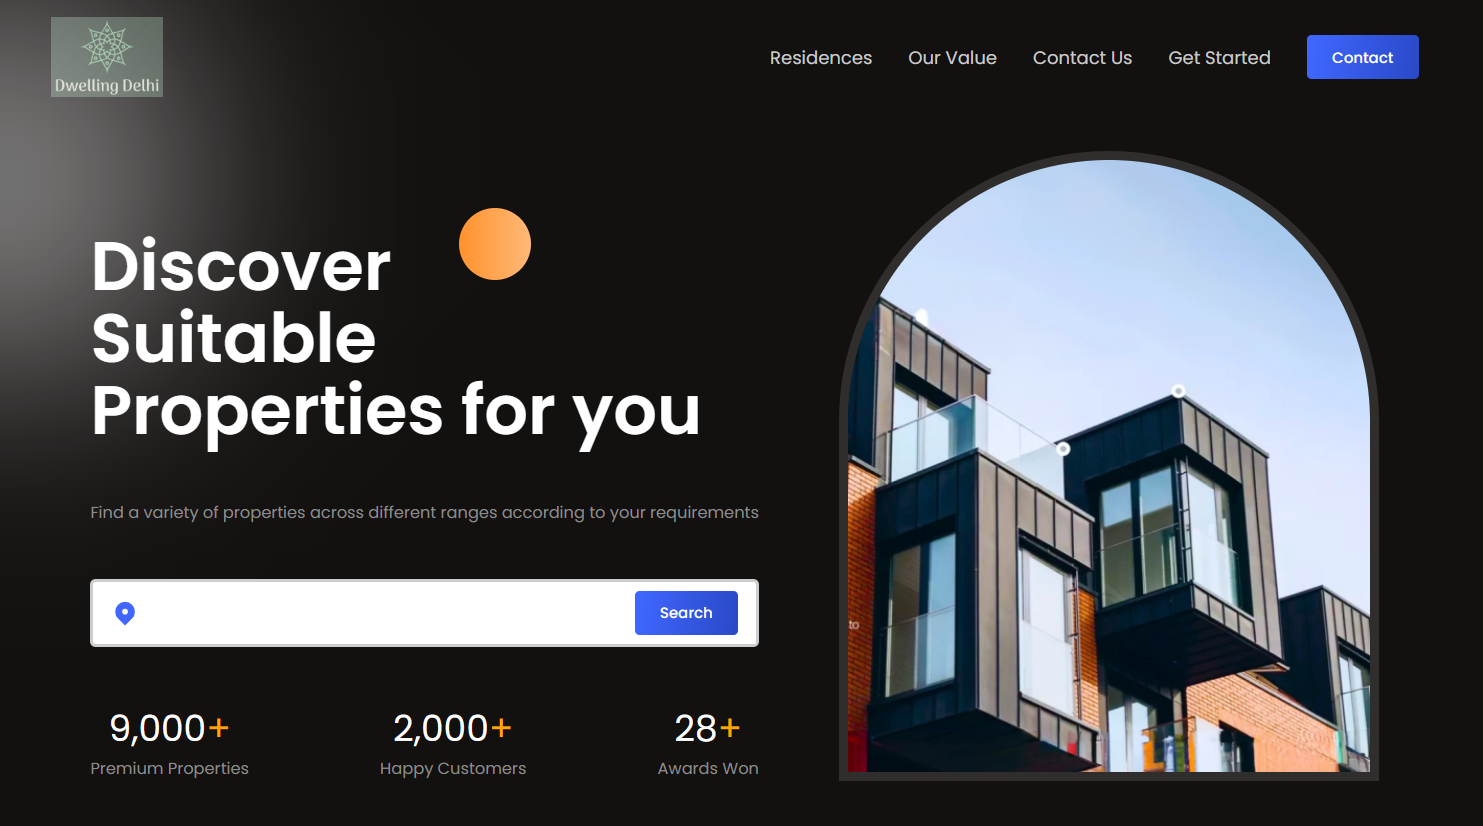 Dwelling Delhi
Residences Our Value Contact Us Get Started Contact
Discover
Suitable
Properties for you
Find a variety of properties across different ranges according to your requirements
Search
9,000+ 2,000+ 28+
Premium Properties Happy Customers Awards Won
to